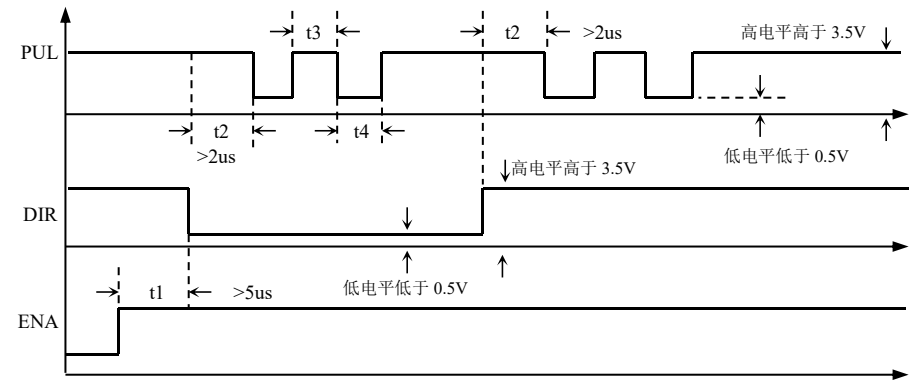 t3
t2
>2us
高电平高于 3.5V
PUL
t2
t4
>2us
低电平低于 0.5V
高电平高于 3.5V
DIR
低电平低于 0.5V
t1
>5us
ENA